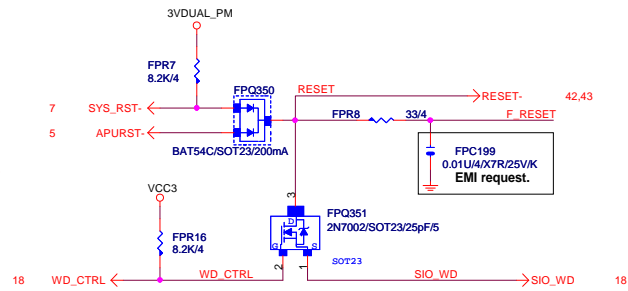 3VDUAL_PM
FPR7
8.2K/4
FPQ350
RESET
RESET-
42,43
7
SYS_RST-
FPR8
33/4
F_RESET
5
APURST-
BAT54C/SOT23/200mA
FPC199
0.01U/4/X7R/25V/K
EMI request.
VCC3
3
FPQ351
2N7002/SOT23/25pF/5
D
G
S
SOT23
FPR16
8.2K/4
2
1
18
WD_CTRL
WD_CTRL
SIO_WD
SIO_WD
18